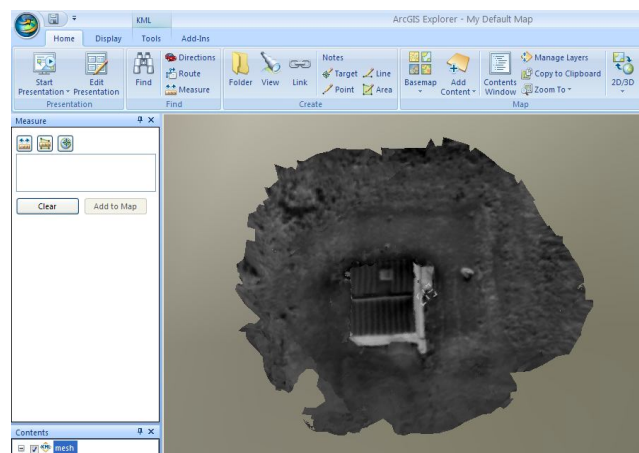 KML
ArcGIS Explorer - My Default Map
Home Display Tools Add-Ins
Start Presentation
Edit Presentation
Presentation
Find
Directions
Route
Measure
Find
Folder
View
Link
Notes
Target
Line
Point
Area
Create
Basemap
Add Content
Contents Window
Manage Layers
Copy to Clipboard
Zoom To
Map
2D/3D
Measure
Clear
Add to Map
Contents
mesh